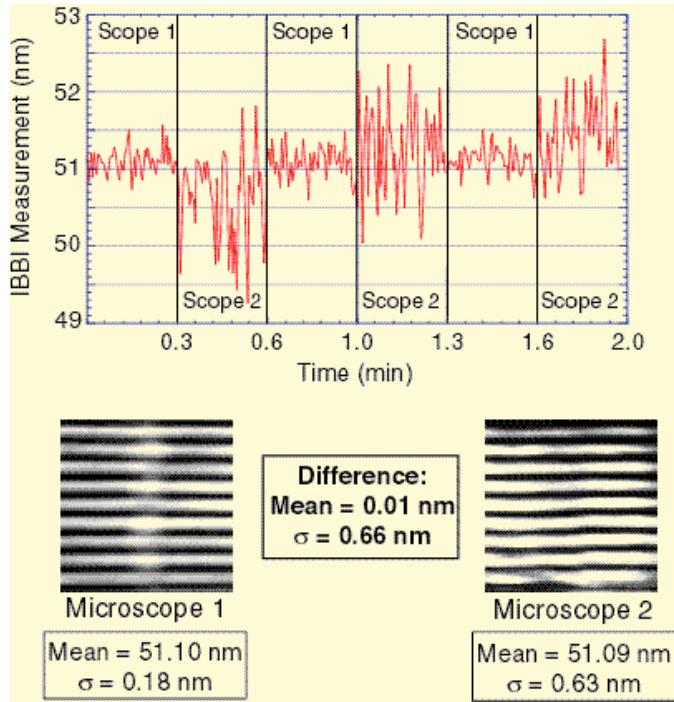 53
52
51
50
49
IBBI Measurement (nm)
Scope 1 Scope 1 Scope 1
Scope 2 Scope 2 Scope 2
0.3 0.6 1.0 1.3 1.6 2.0
Time (min)
Difference:
Mean = 0.01 nm
σ = 0.66 nm
Microscope 1
Mean = 51.10 nm
σ = 0.18 nm
Microscope 2
Mean = 51.09 nm
σ = 0.63 nm